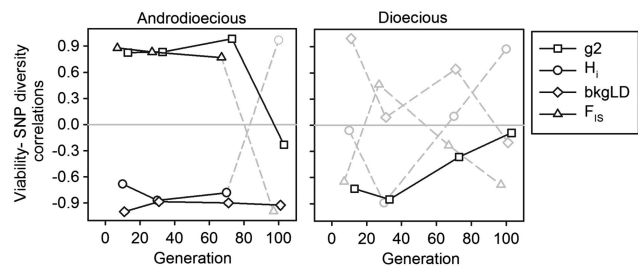 Androdioecious
Dioecious
Viability- SNP diversity
correlations
0.9
0.6
0.3
0.0
-0.3
-0.6
-0.9
0 20 40 60 80 100
0 20 40 60 80 100
Generation
Generation
g2
Hi
bkgLD
FIS